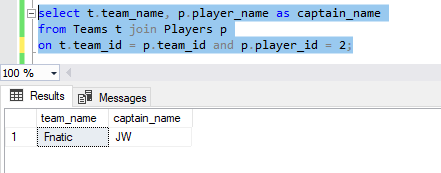 select t.team_name, p.player_name as captain_name
from Teams t join Players p
on t.team_id = p.team_id and p.player_id = 2;
100 %
Results Messages
team_name captain_name
1 Fnatic JW